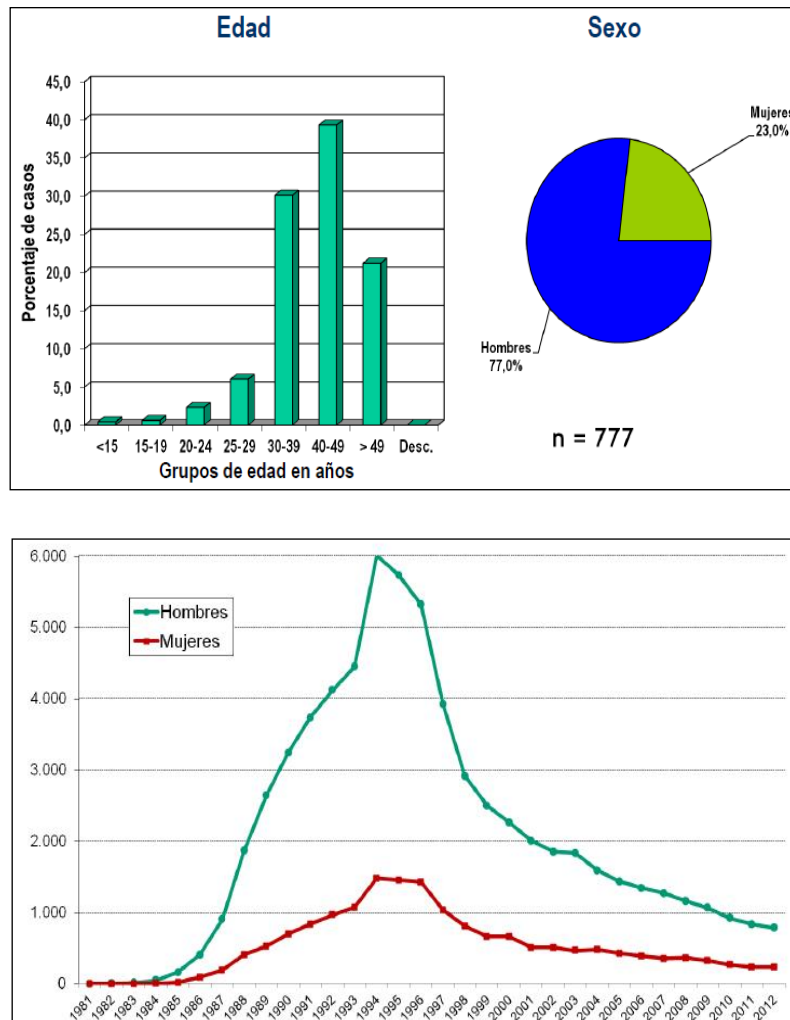 Edad
Sexo
45,0
40,0
35,0
30,0
25,0
20,0
15,0
10,0
5,0
0,0
Porcentaje de casos
<15 15-19 20-24 25-29 30-39 40-49 > 49 Desc.
Grupos de edad en años
Mujeres
23,0%
Hombres
77,0%
n = 777
6.000
5.000
4.000
3.000
2.000
1.000
0
Hombres
Mujeres
1981 1982 1983 1984 1985 1986 1987 1988 1989 1990 1991 1992 1993 1994 1995 1996 1997 1998 1999 2000 2001 2002 2003 2004 2005 2006 2007 2008 2009 2010 2011 2012